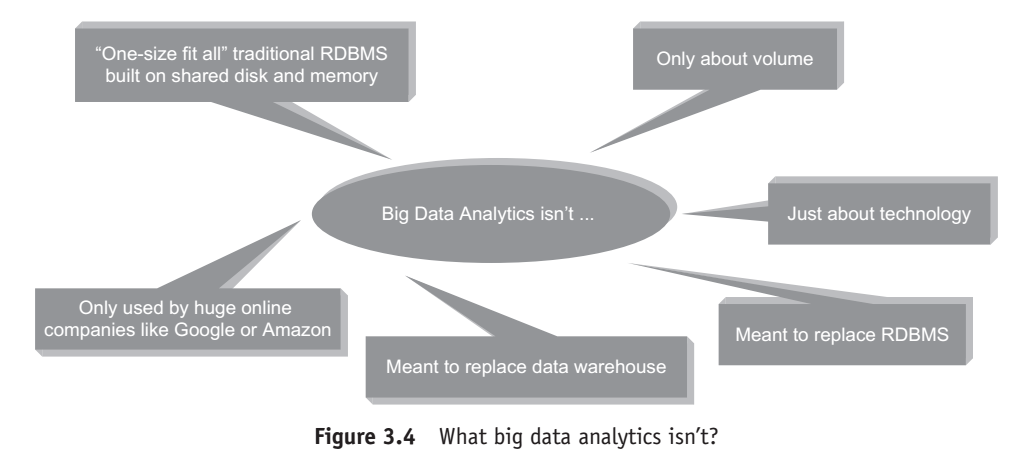 “One-size fit all” traditional RDBMS
built on shared disk and memory
Only about volume
Big Data Analytics isn’t ...
Just about technology
Only used by huge online
companies like Google or Amazon
Meant to replace data warehouse
Meant to replace RDBMS
Figure 3.4 What big data analytics isn’t?